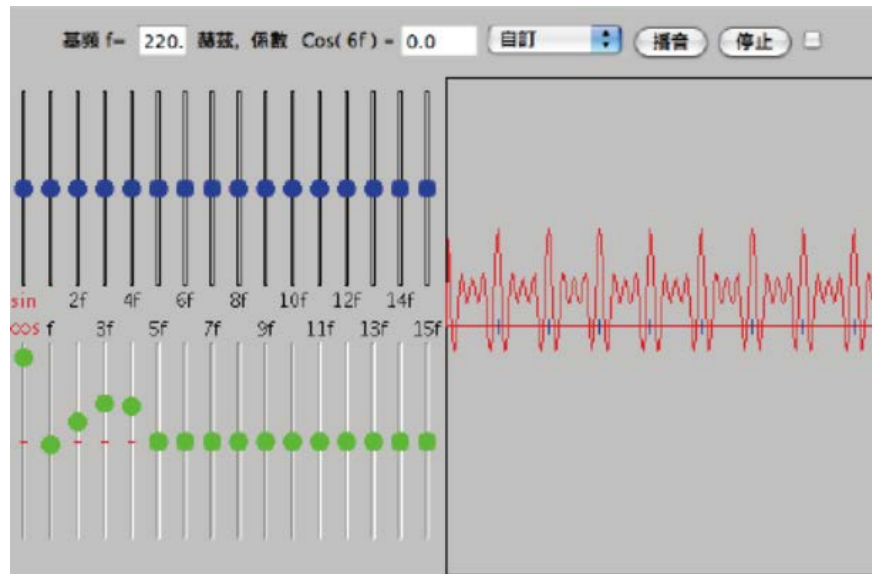 基頻 f= 220. 赫茲, 係數 Cos( 6f ) = 0.0 自訂 播音 停止
sin 2f 4f 6f 8f 10f 12f 14f
cos f 3f 5f 7f 9f 11f 13f 15f